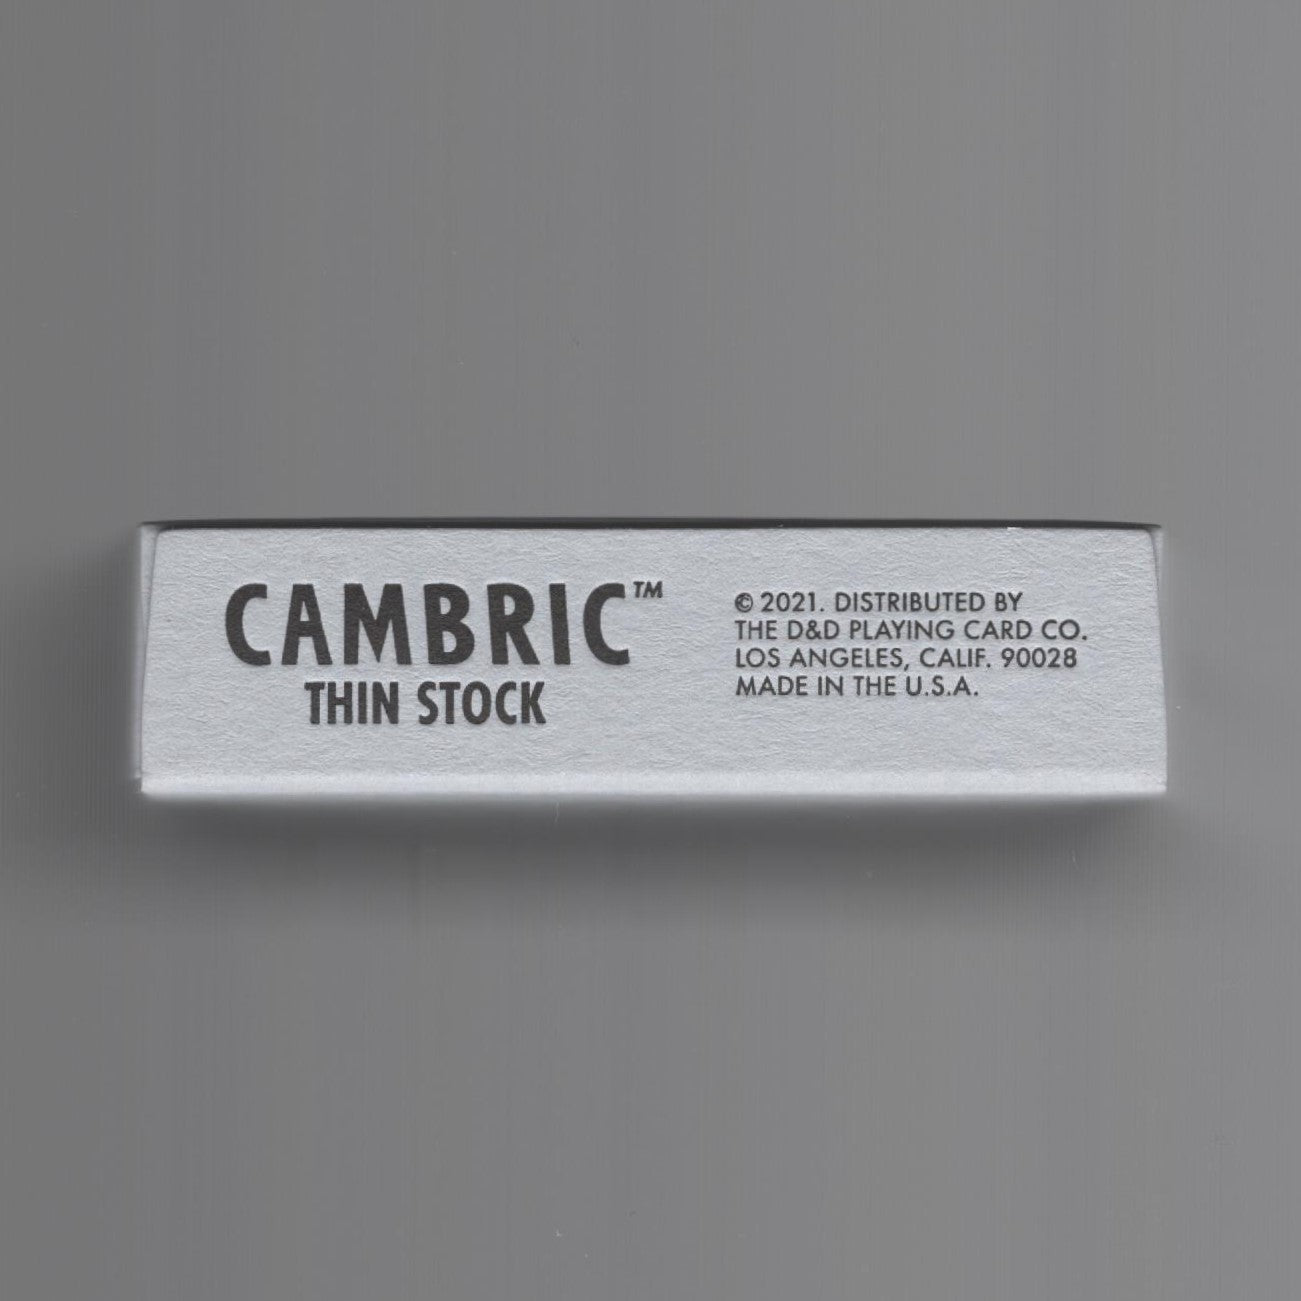 CAMBRIC™
THIN STOCK
© 2021. DISTRIBUTED BY
THE D&D PLAYING CARD CO.
LOS ANGELES, CALIF. 90028
MADE IN THE U.S.A.